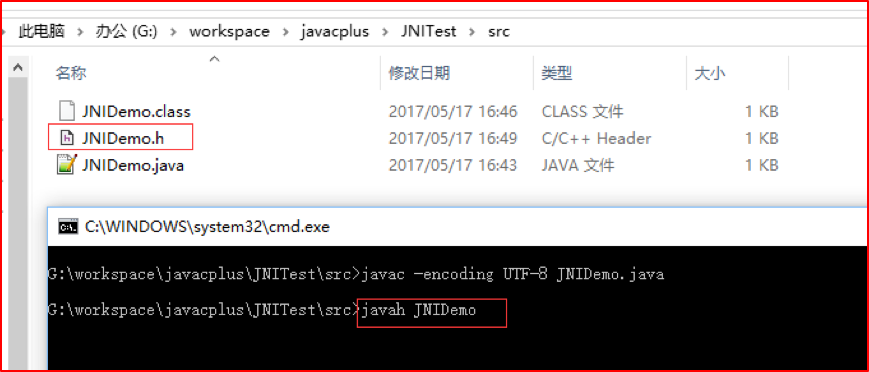 此电脑 > 办公 (G:) > workspace > javacplus > JNITest > src
名称 修改日期 类型 大小
JNIDemo.class 2017/05/17 16:46 CLASS 文件 1 KB
JNIDemo.h 2017/05/17 16:49 C/C++ Header 1 KB
JNIDemo.java 2017/05/17 16:43 JAVA 文件 1 KB
C:\WINDOWS\system32\cmd.exe
G:\workspace\javacplus\JNITest\src>javac -encoding UTF-8 JNIDemo.java
G:\workspace\javacplus\JNITest\src>javah JNIDemo